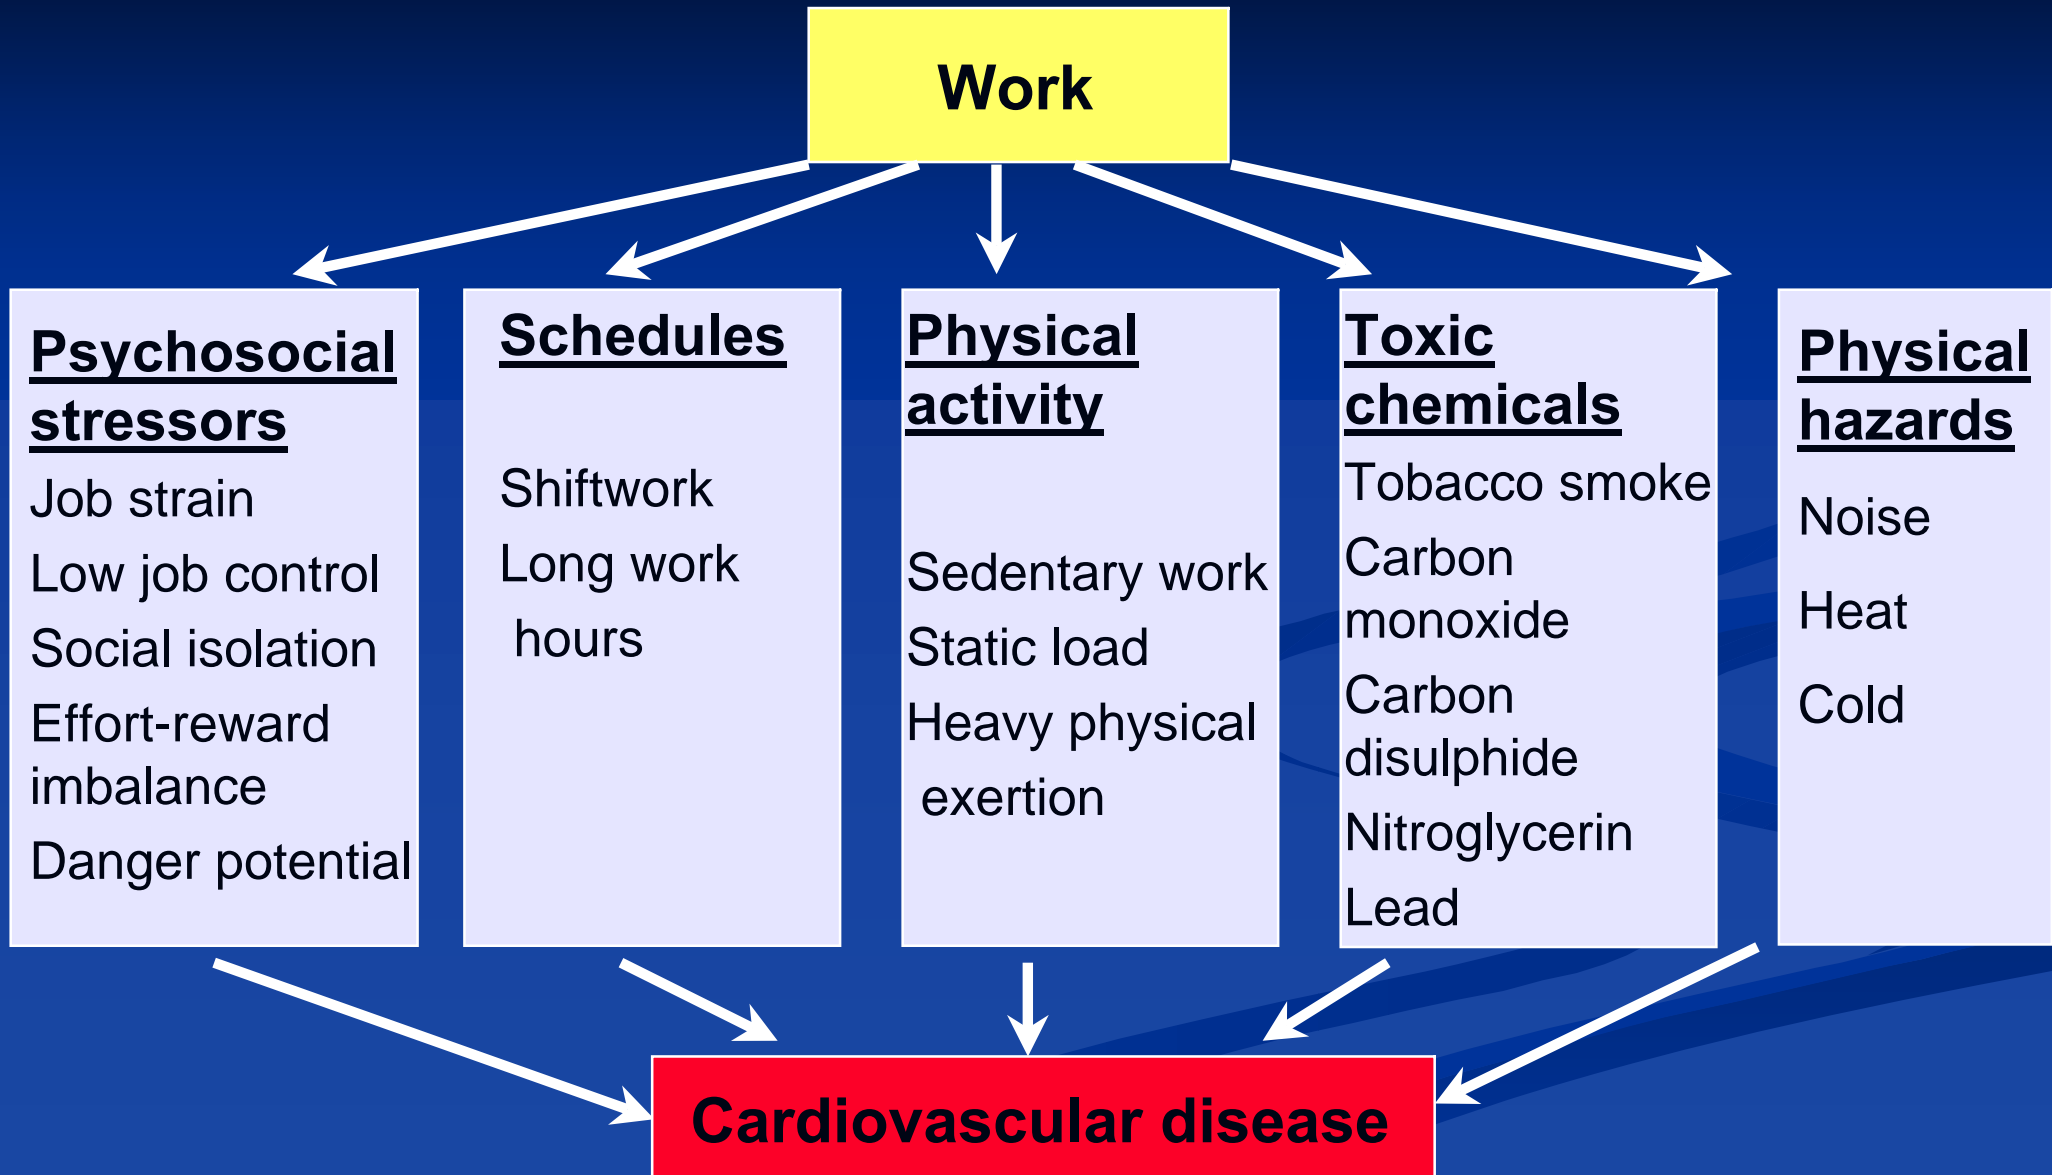 Work
Psychosocial
stressors
Job strain
Low job control
Social isolation
Effort-reward
imbalance
Danger potential
Schedules
Shiftwork
Long work
hours
Physical
activity
Sedentary work
Static load
Heavy physical
exertion
Toxic
chemicals
Tobacco smoke
Carbon
monoxide
Carbon
disulphide
Nitroglycerin
Lead
Physical
hazards
Noise
Heat
Cold
Cardiovascular disease